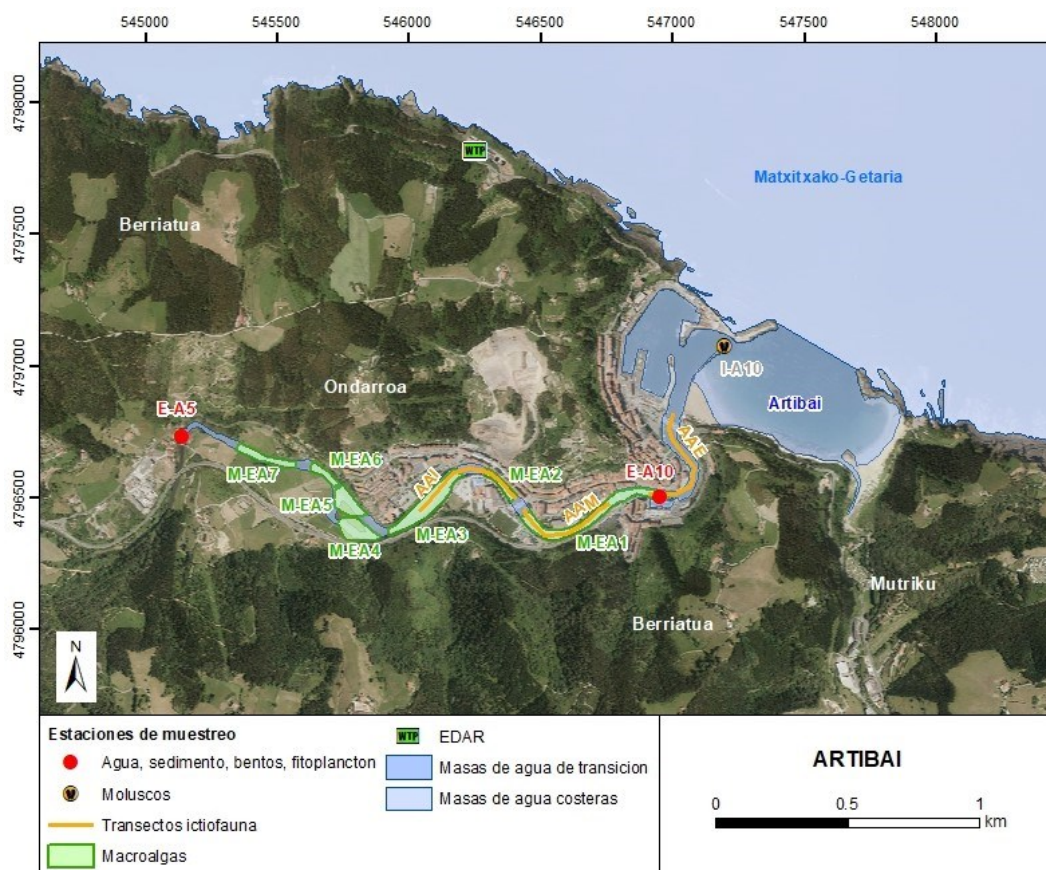 545000 545500 546000 546500 547000 547500 548000
4798000
4797500
4797000
4796500
4796000
WTP
Matxitxako-Getaria
Berriatua
I-A10
Ondarroa
Artibai
E-A5
AAE
M-EA6
M-EA7
AAI
M-EA2
E-A10
M-EA5
AAM
M-EA4
M-EA3
M-EA1
Mutriku
Berriatua
N
Estaciones de muestreo
Agua, sedimento, bentos, fitoplancton
Moluscos
Transectos ictiofauna
Macroalgas
WTP EDAR
Masas de agua de transicion
Masas de agua costeras
ARTIBAI
0 0.5 1
km